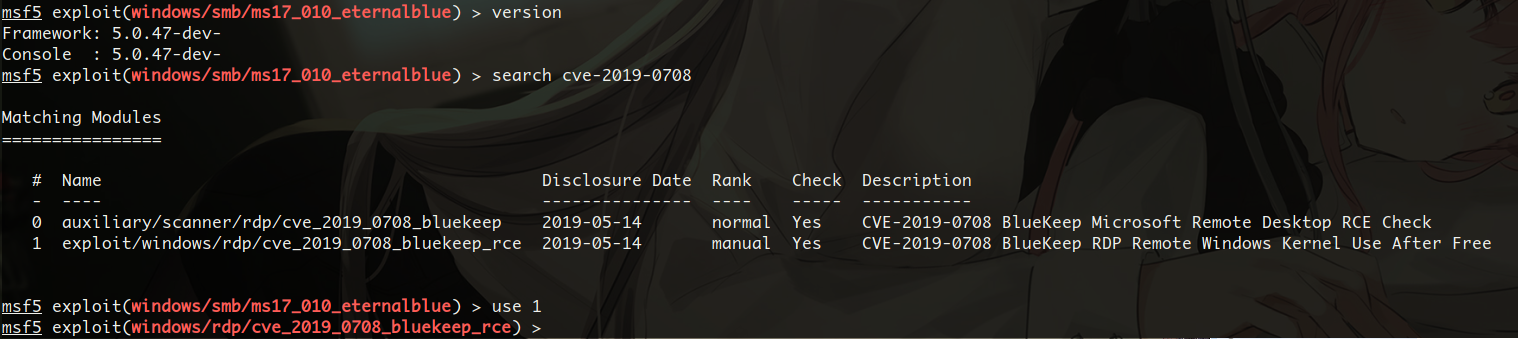 msf5 exploit(windows/smb/ms17_010_eternalblue) > version
Framework: 5.0.47-dev-
Console  : 5.0.47-dev-
msf5 exploit(windows/smb/ms17_010_eternalblue) > search cve-2019-0708
Matching Modules
================
#  Name                                            Disclosure Date  Rank    Check  Description
-  ----                                            ---------------  ----    -----  -----------
0  auxiliary/scanner/rdp/cve_2019_0708_bluekeep    2019-05-14       normal  Yes    CVE-2019-0708 BlueKeep Microsoft Remote Desktop RCE Check
1  exploit/windows/rdp/cve_2019_0708_bluekeep_rce  2019-05-14       manual  Yes    CVE-2019-0708 BlueKeep RDP Remote Windows Kernel Use After Free
msf5 exploit(windows/smb/ms17_010_eternalblue) > use 1
msf5 exploit(windows/rdp/cve_2019_0708_bluekeep_rce) >